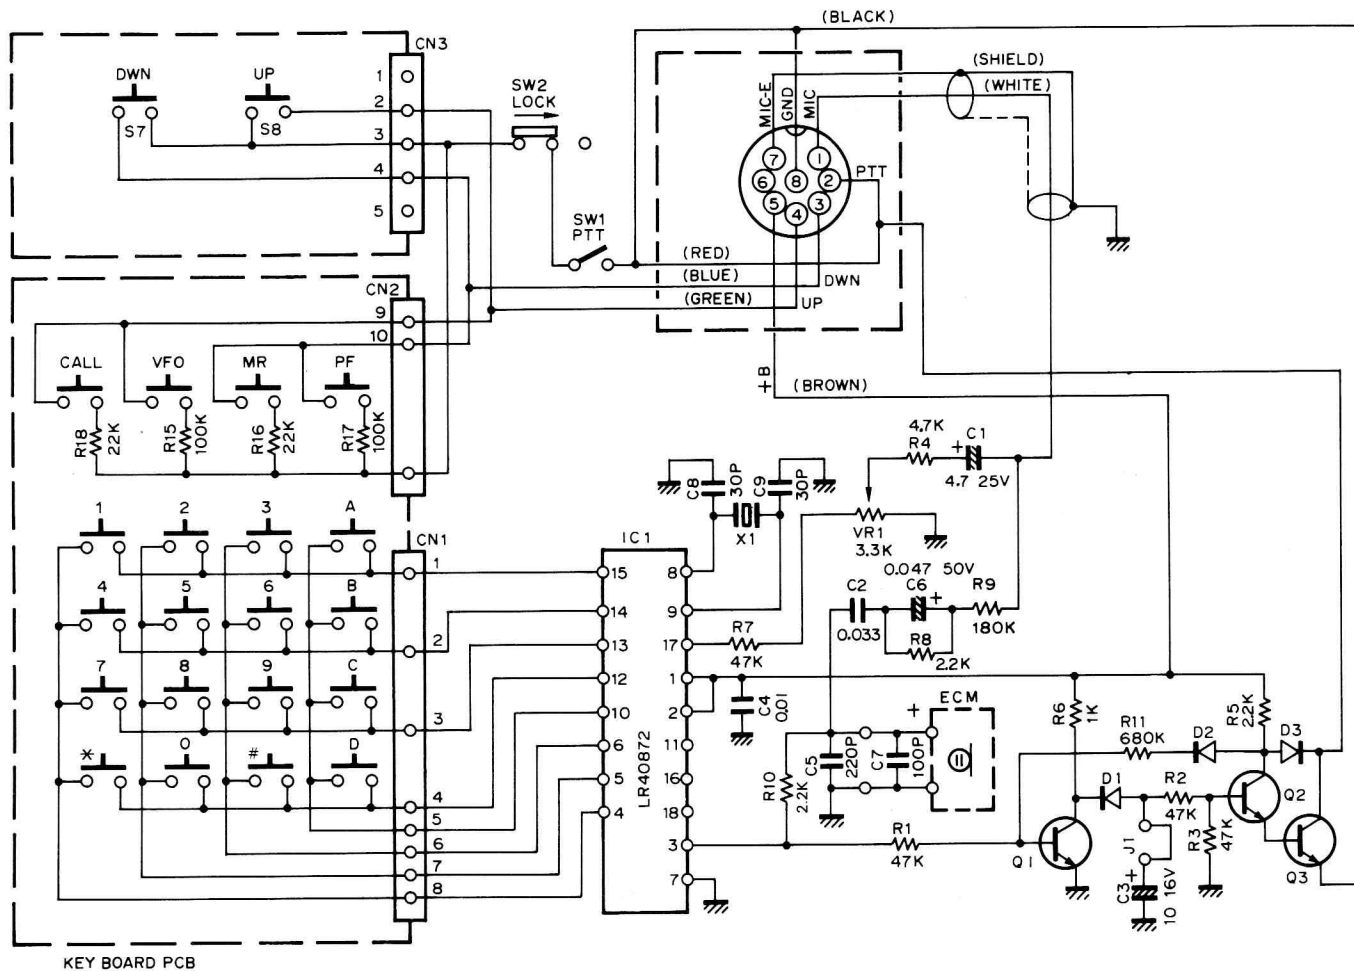 (BLACK)
CN3
DWN
UP
S7
S8
1
2
3
4
5
SW2
LOCK
SW1
PTT
(SHIELD)
(WHITE)
MIC-E
GND
MIC
7
1
6
8
2
5
4
3
PTT
(RED)
(BLUE)
DWN
(GREEN)
UP
+B
(BROWN)
CN2
9
10
CALL
VFO
MR
PF
R18
22K
R15
100K
R16
22K
R17
100K
1
2
3
A
4
5
6
B
7
8
9
C
*
0
#
D
CN1
1
2
3
4
5
6
7
8
KEY BOARD PCB
IC1
LR40872
15
14
13
12
10
6
5
4
8
9
17
1
2
11
16
18
3
7
C8
30P
C9
30P
X1
4.7K
R4
+
C1
4.7 25V
VR1
3.3K
0.047 50V
C2
C6
+
R9
0.033
180K
R8
2.2K
R7
47K
C4
0.01
+
ECM
R10
2.2K
C5
220P
C7
100P
R1
47K
R6
1K
R11
680K
D2
R5
2.2K
D3
D1
R2
47K
Q2
R3
47K
J1
Q1
C3
+
10 16V
Q3